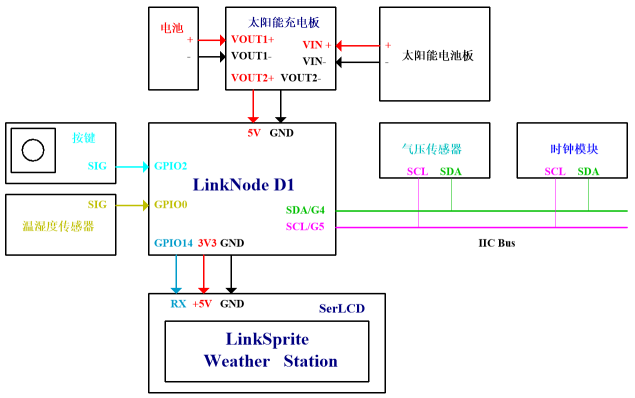 电池
+
-
太阳能充电板
VOUT1+
VOUT1-
VIN +
VIN-
VOUT2+ VOUT2-
+
-
太阳能电池板
5V GND
按键
SIG
GPIO2
LinkNode D1
气压传感器
SCL SDA
时钟模块
SCL SDA
SIG
温湿度传感器
GPIO0
SDA/G4
SCL/G5
GPIO14 3V3 GND
IIC Bus
RX +5V GND
SerLCD
LinkSprite
Weather Station